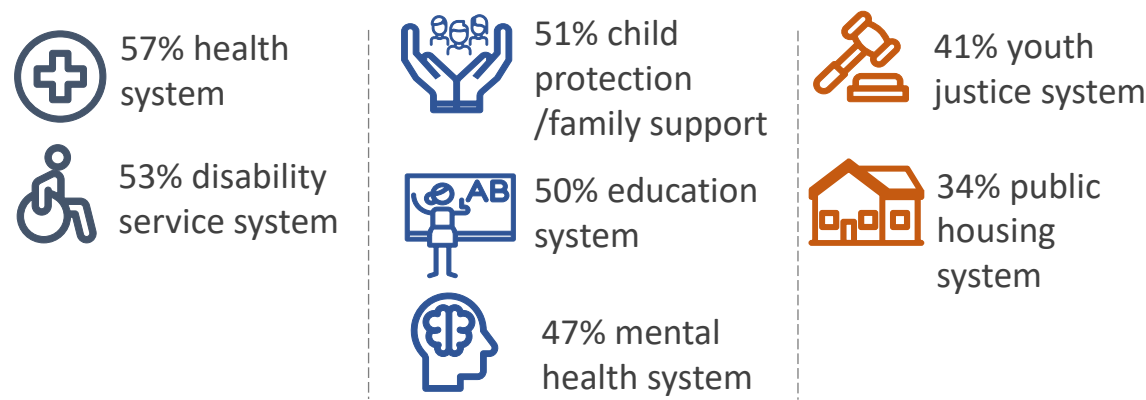 57% health
system
53% disability
service system
51% child
protection
/family support
AB
50% education
system
47% mental
health system
41% youth
justice system
34% public
housing
system